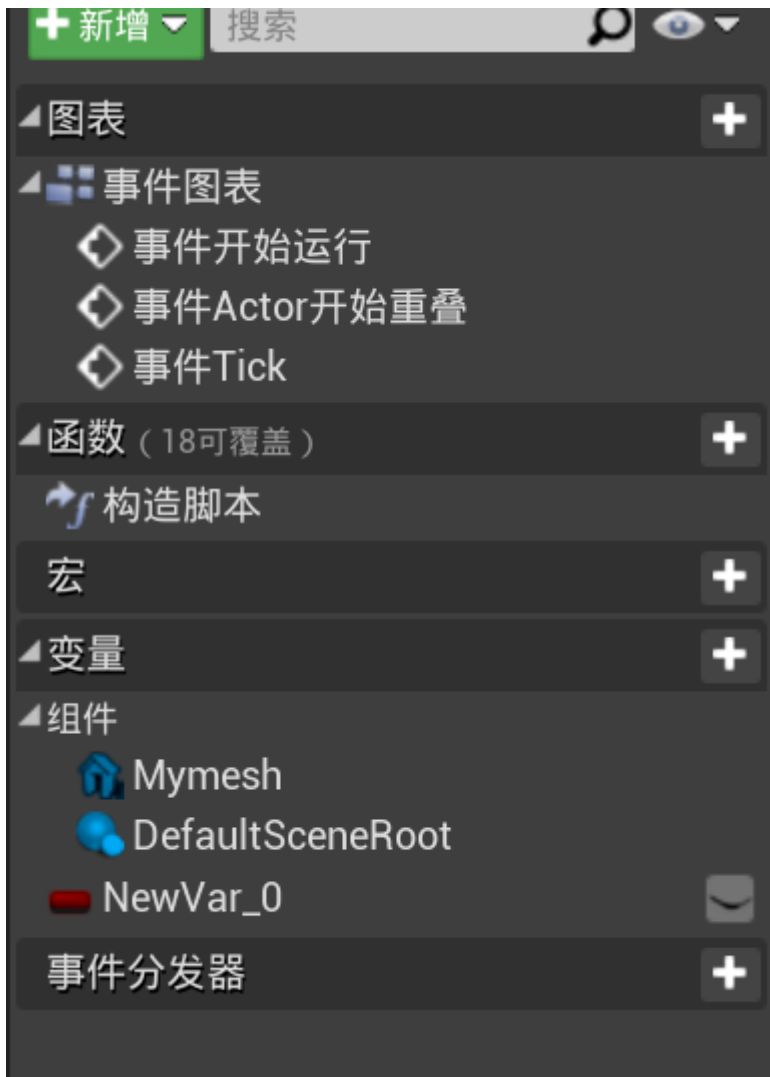 新增
搜索
图表
事件图表
事件开始运行
事件Actor开始重叠
事件Tick
函数（18可覆盖）
构造脚本
宏
变量
组件
Mymesh
DefaultSceneRoot
NewVar_0
事件分发器